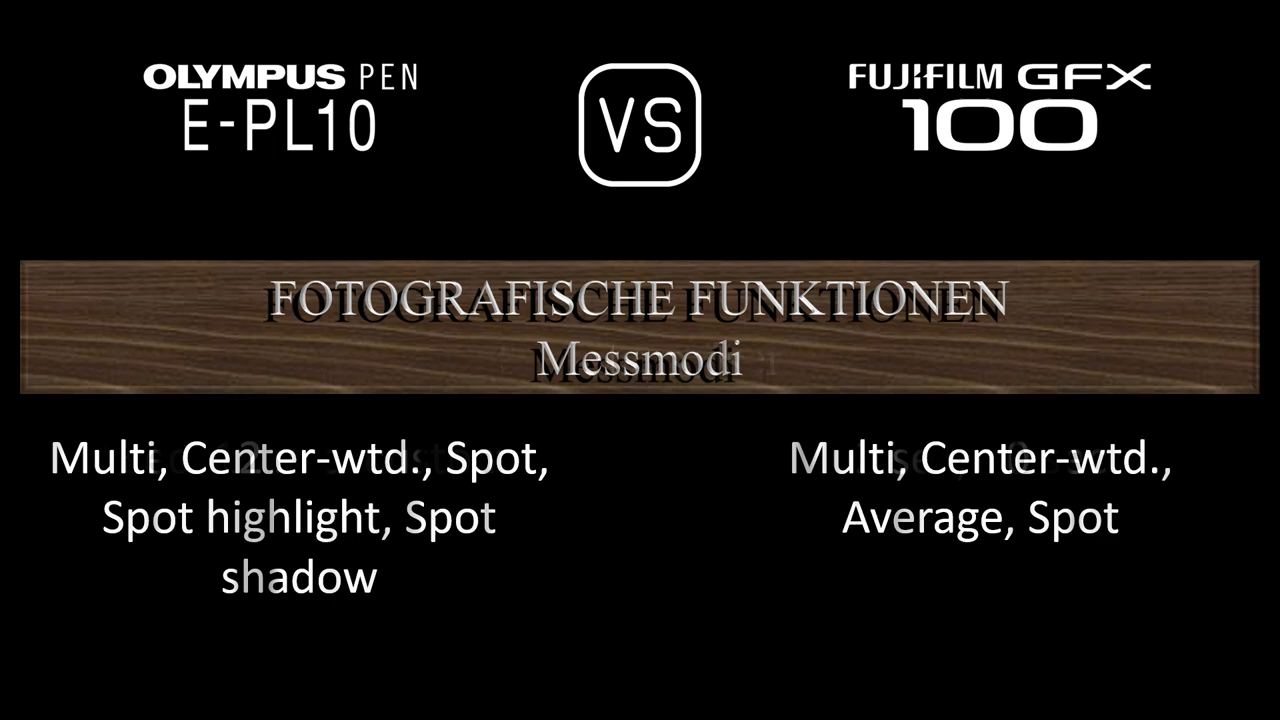 OLYMPUS PEN
E-PL10
VS
FUJIFILM GFX
100
FOTOGRAFISCHE FUNKTIONEN
Messmodi
Multi, Center-wtd., Spot,
Spot highlight, Spot
shadow
Multi, Center-wtd.,
Average, Spot